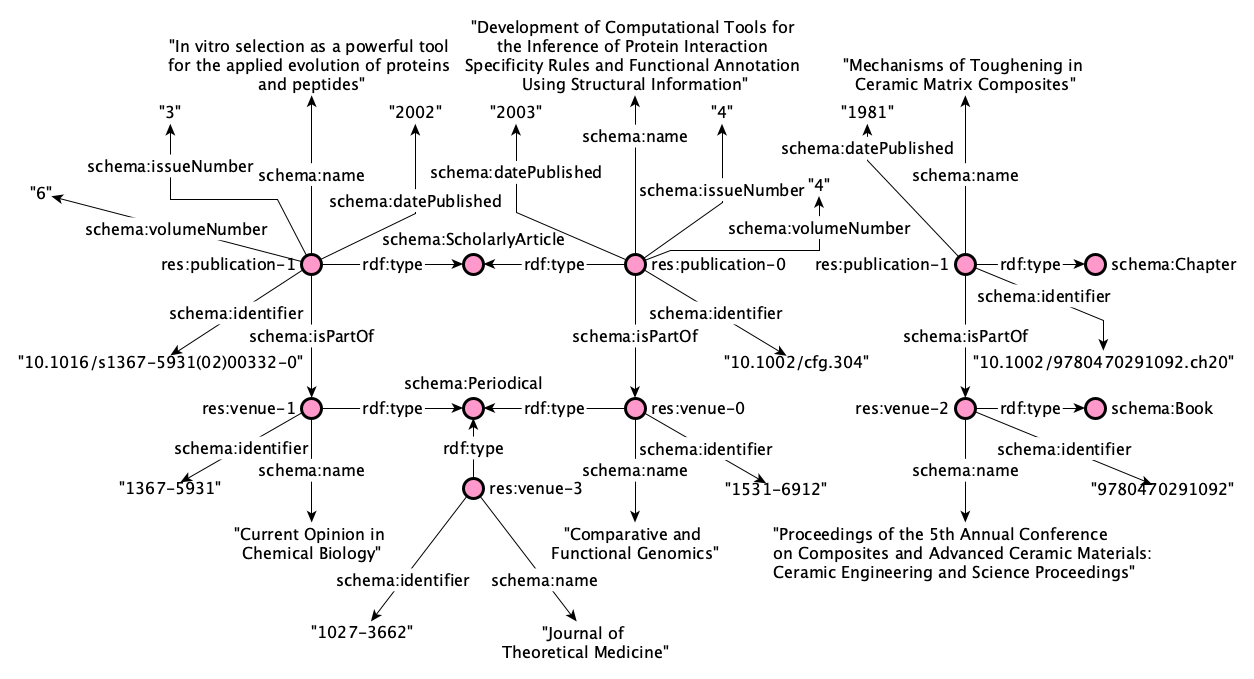 "In vitro selection as a powerful tool
for the applied evolution of proteins
and peptides"
"Development of Computational Tools for
the Inference of Protein Interaction
Specificity Rules and Functional Annotation
Using Structural Information"
"Mechanisms of Toughening in
Ceramic Matrix Composites"
"3"
"2002"
"2003"
"4"
"1981"
schema:name
schema:datePublished
schema:issueNumber
schema:name
schema:datePublished
schema:name
"6"
schema:issueNumber
"4"
schema:datePublished
schema:volumeNumber
schema:volumeNumber
schema:ScholarlyArticle
res:publication-1
rdf:type
rdf:type
res:publication-0
res:publication-1
rdf:type
schema:Chapter
schema:identifier
schema:identifier
schema:identifier
schema:isPartOf
schema:isPartOf
schema:isPartOf
"10.1016/s1367-5931(02)00332-0"
"10.1002/cfg.304"
"10.1002/9780470291092.ch20"
schema:Periodical
res:venue-1
rdf:type
rdf:type
res:venue-0
res:venue-2
rdf:type
schema:Book
schema:identifier
rdf:type
schema:identifier
schema:identifier
schema:name
schema:name
schema:name
"1367-5931"
res:venue-3
"1531-6912"
"9780470291092"
"Current Opinion in
Chemical Biology"
"Comparative and
Functional Genomics"
"Proceedings of the 5th Annual Conference
on Composites and Advanced Ceramic Materials:
Ceramic Engineering and Science Proceedings"
schema:identifier
schema:name
"1027-3662"
"Journal of
Theoretical Medicine"